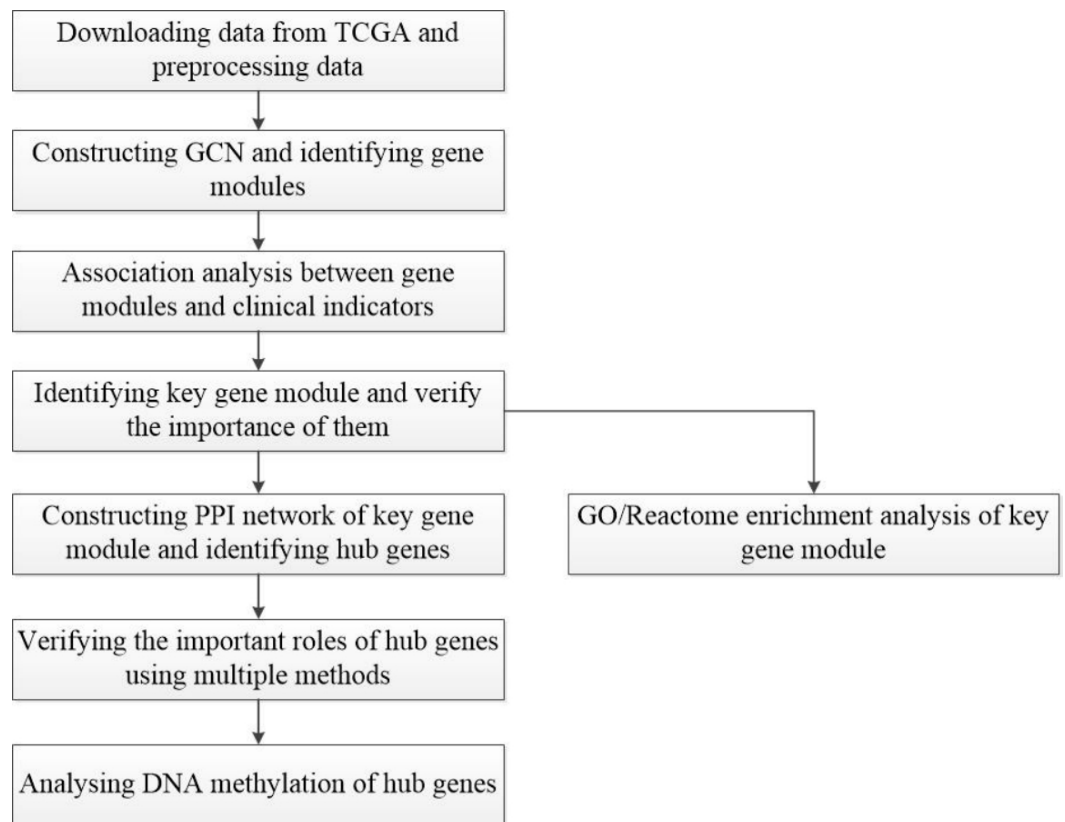 Downloading data from TCGA and
preprocessing data
Constructing GCN and identifying gene
modules
Association analysis between gene
modules and clinical indicators
Identifying key gene module and verify
the importance of them
Constructing PPI network of key gene
module and identifying hub genes
GO/Reactome enrichment analysis of key
gene module
Verifying the important roles of hub genes
using multiple methods
Analysing DNA methylation of hub genes